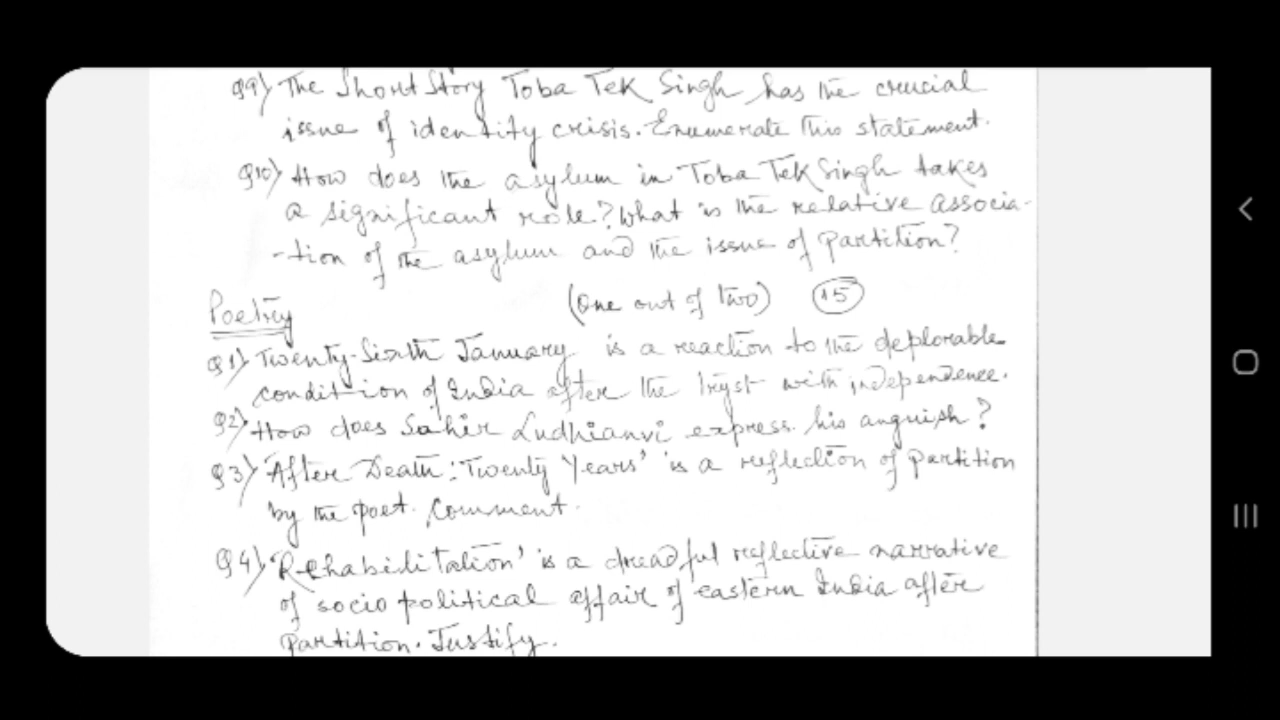 Q9) The Short Story Toba Tek Singh has the crucial
issue of identity crisis. Enumerate this statement.
Q10) How does the asylum in Toba Tek Singh takes
a significant role? What is the relative associa-
-tion of the asylum and the issue of partition?
Poetry (One out of two) 15
Q1) Twenty-Sixth January is a reaction to the deplorable
condition of India after the tryst with independence.
Q2) How does Sahir Ludhianvi express his anguish?
Q3) 'After Death: Twenty Years' is a reflection of partition
by the poet. Comment.
Q4) 'Rehabilitation' is a dreadful reflective narrative
of socio political affair of eastern India after
partition. Justify.